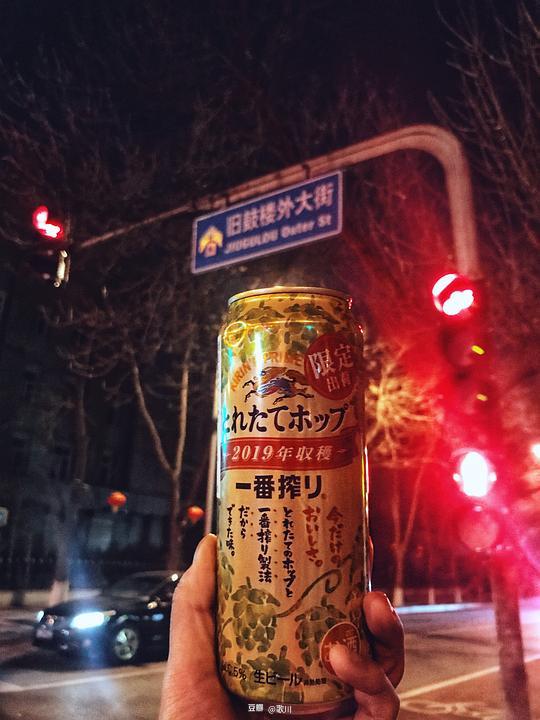 旧鼓楼外大街
JIUGULOU Outer St
KIRIN'S PRIME
限定
出荷
とれたてホップ
2019年収穫
一番搾り
今だけの
おいしさ。
とれたてのホップと
一番搾り製法
だから
できた味。
生ビール
豆瓣 @歌川